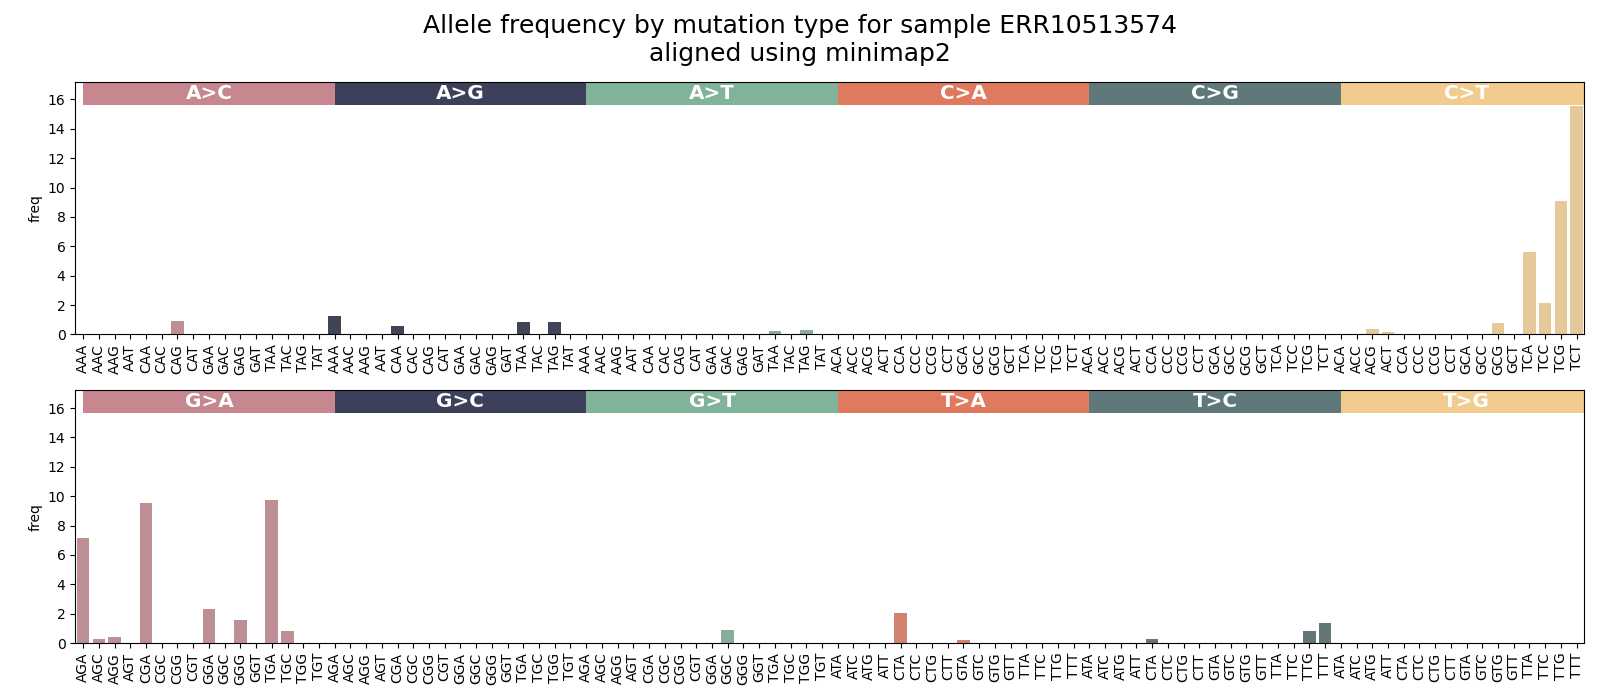 Allele frequency by mutation type for sample ERR10513574
aligned using minimap2
A>C A>G A>T C>A C>G C>T
16
14
12
10
8
6
4
2
0
freq
AAA AAC AAG AAT CAA CAC CAG CAT GAA GAC GAG GAT TAA TAC TAG TAT AAA AAC AAG AAT CAA CAC CAG CAT GAA GAC GAG GAT TAA TAC TAG TAT AAA AAC AAG AAT CAA CAC CAG CAT GAA GAC GAG GAT TAA TAC TAG TAT ACA ACC ACG ACT CCA CCC CCG CCT GCA GCC GCG GCT TCA TCC TCG TCT ACA ACC ACG ACT CCA CCC CCG CCT GCA GCC GCG GCT TCA TCC TCG TCT ACA ACC ACG ACT CCA CCC CCG CCT GCA GCC GCG GCT TCA TCC TCG TCT
G>A G>C G>T T>A T>C T>G
16
14
12
10
8
6
4
2
0
freq
AGA AGC AGG AGT CGA CGC CGG CGT GGA GGC GGG GGT TGA TGC TGG TGT AGA AGC AGG AGT CGA CGC CGG CGT GGA GGC GGG GGT TGA TGC TGG TGT AGA AGC AGG AGT CGA CGC CGG CGT GGA GGC GGG GGT TGA TGC TGG TGT ATA ATC ATG ATT CTA CTC CTG CTT GTA GTC GTG GTT TTA TTC TTG TTT ATA ATC ATG ATT CTA CTC CTG CTT GTA GTC GTG GTT TTA TTC TTG TTT ATA ATC ATG ATT CTA CTC CTG CTT GTA GTC GTG GTT TTA TTC TTG TTT